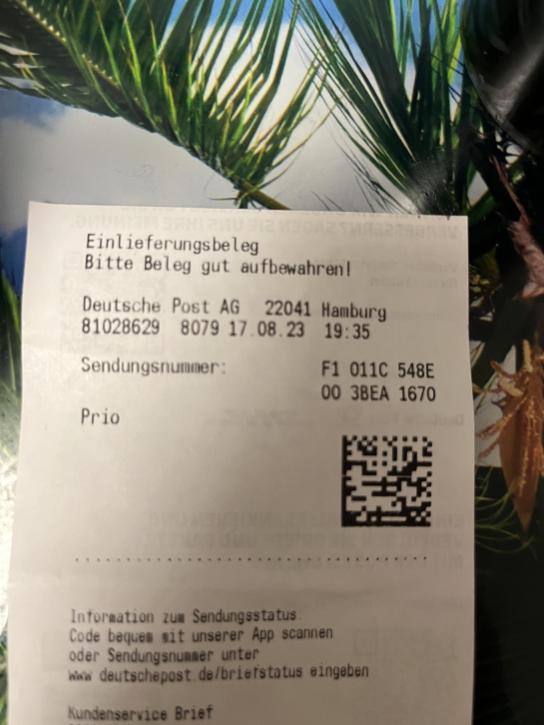 Einlieferungsbeleg
Bitte Beleg gut aufbewahren!
Deutsche Post AG 22041 Hamburg
81028629 8079 17.08.23 19:35
Sendungsnummer: F1 011C 548E
00 3BEA 1670
Prio
Information zum Sendungsstatus:
Code bequem mit unserer App scannen
oder Sendungsnummer unter
www.deutschepost.de/briefstatus eingeben
Kundenservice Brief